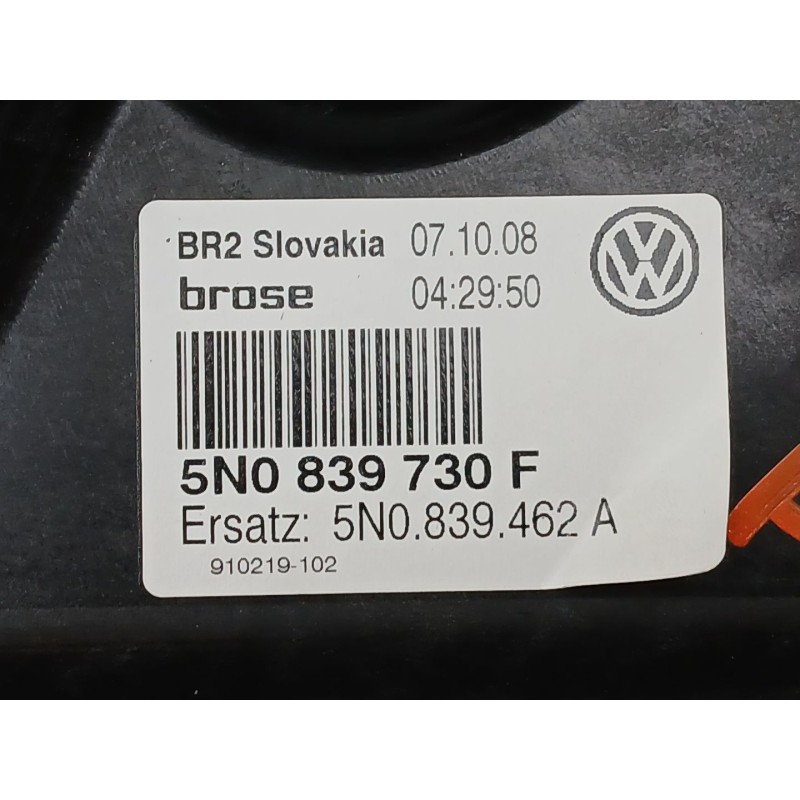 BR2 Slovakia 07.10.08
brose 04:29:50
5N0 839 730 F
Ersatz: 5N0.839.462 A
910219-102